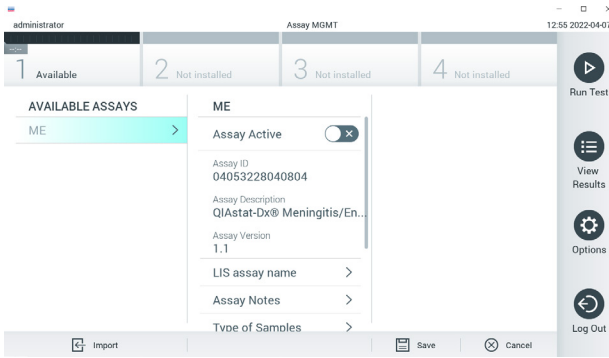 administrator
Assay MGMT
12:55 2022-04-07
--:--
1 Available
2 Not installed
3 Not installed
4 Not installed
Run Test
AVAILABLE ASSAYS
ME
ME
Assay Active
Assay ID
04053228040804
Assay Description
QIAstat-Dx® Meningitis/En...
Assay Version
1.1
LIS assay name
Assay Notes
Type of Samples
View
Results
Options
Log Out
Import
Save
Cancel